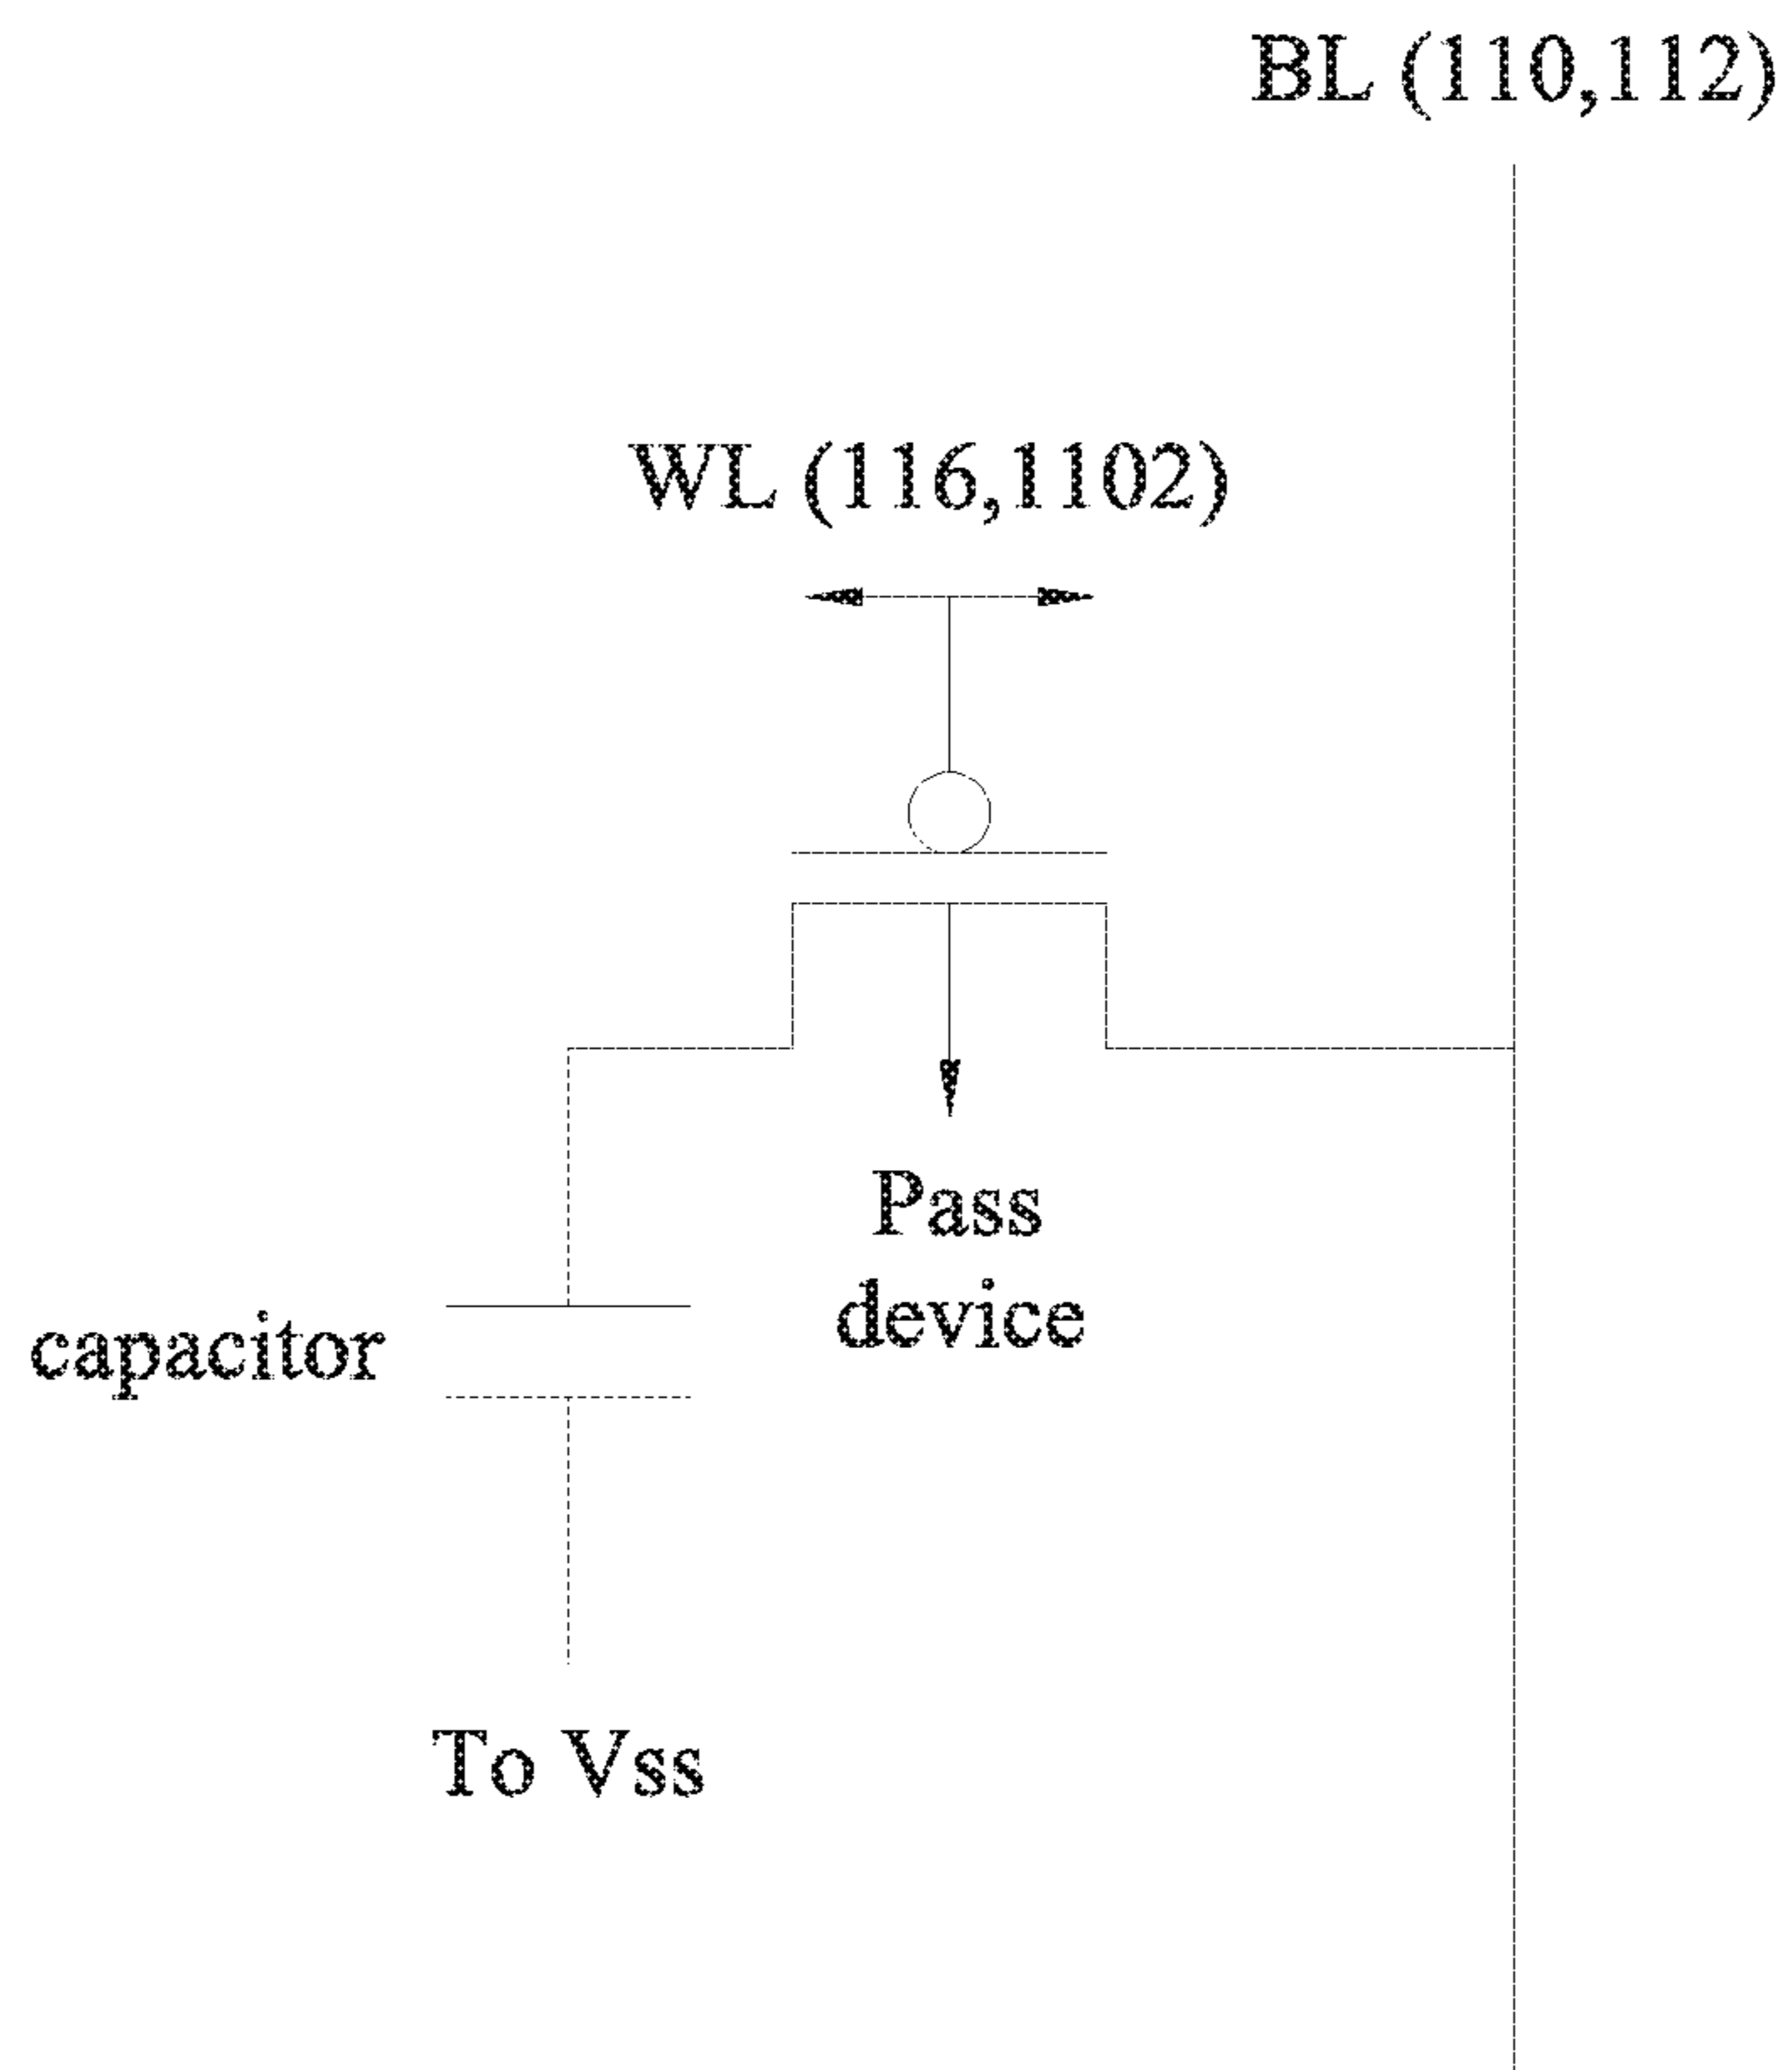 BL (110,112)
WL (116,1102)
Pass
device
capacitor
To Vss